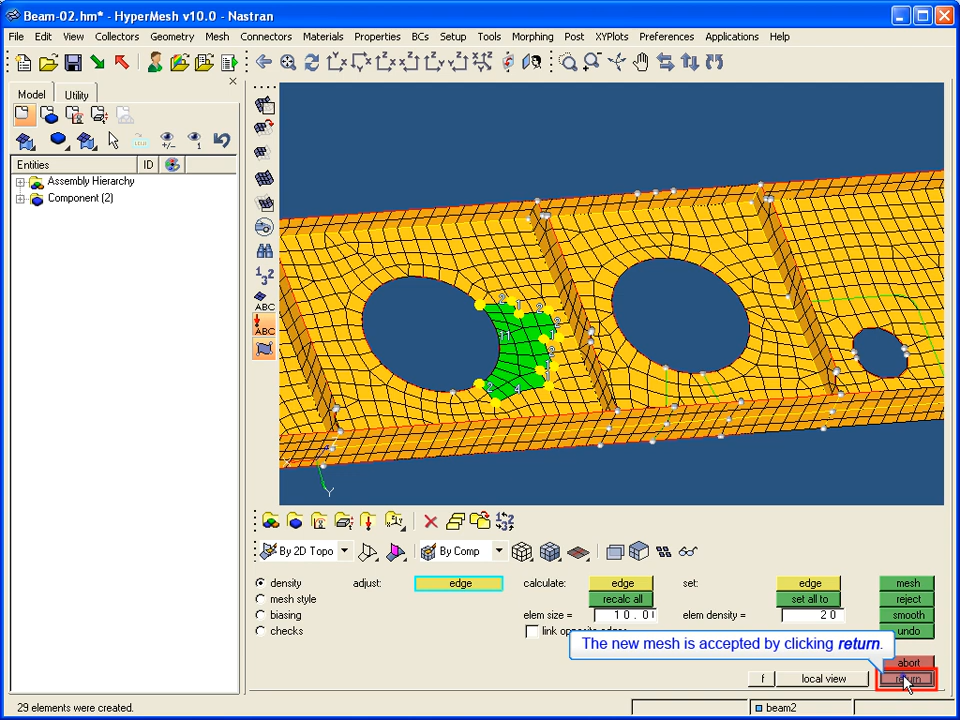 Beam-02.hm* - HyperMesh v10.0 - Nastran
File Edit View Collectors Geometry Mesh Connectors Materials Properties BCs Setup Tools Morphing Post XYPlots Preferences Applications Help
Model Utility
Entities ID
Assembly Hierarchy
Component (2)
By 2D Topo By Comp
density adjust: edge calculate: edge set: edge mesh
mesh style recalc all set all to reject
biasing elem size = elem density = 20 smooth
checks link undo
The new mesh is accepted by clicking return.
abort
f local view return
29 elements were created. beam2